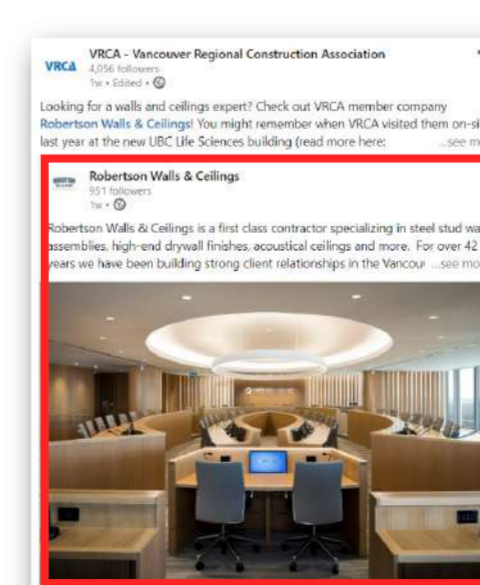 VRCA
VRCA - Vancouver Regional Construction Association
4,056 followers
1w • Edited •
Looking for a walls and ceilings expert? Check out VRCA member company
Robertson Walls & Ceilings! You might remember when VRCA visited them on-si
last year at the new UBC Life Sciences building (read more here: ...see mo
Robertson Walls & Ceilings
951 followers
1w •
Robertson Walls & Ceilings is a first class contractor specializing in steel stud wa
assemblies, high-end drywall finishes, acoustical ceilings and more. For over 42
years we have been building strong client relationships in the Vancou ...see mo